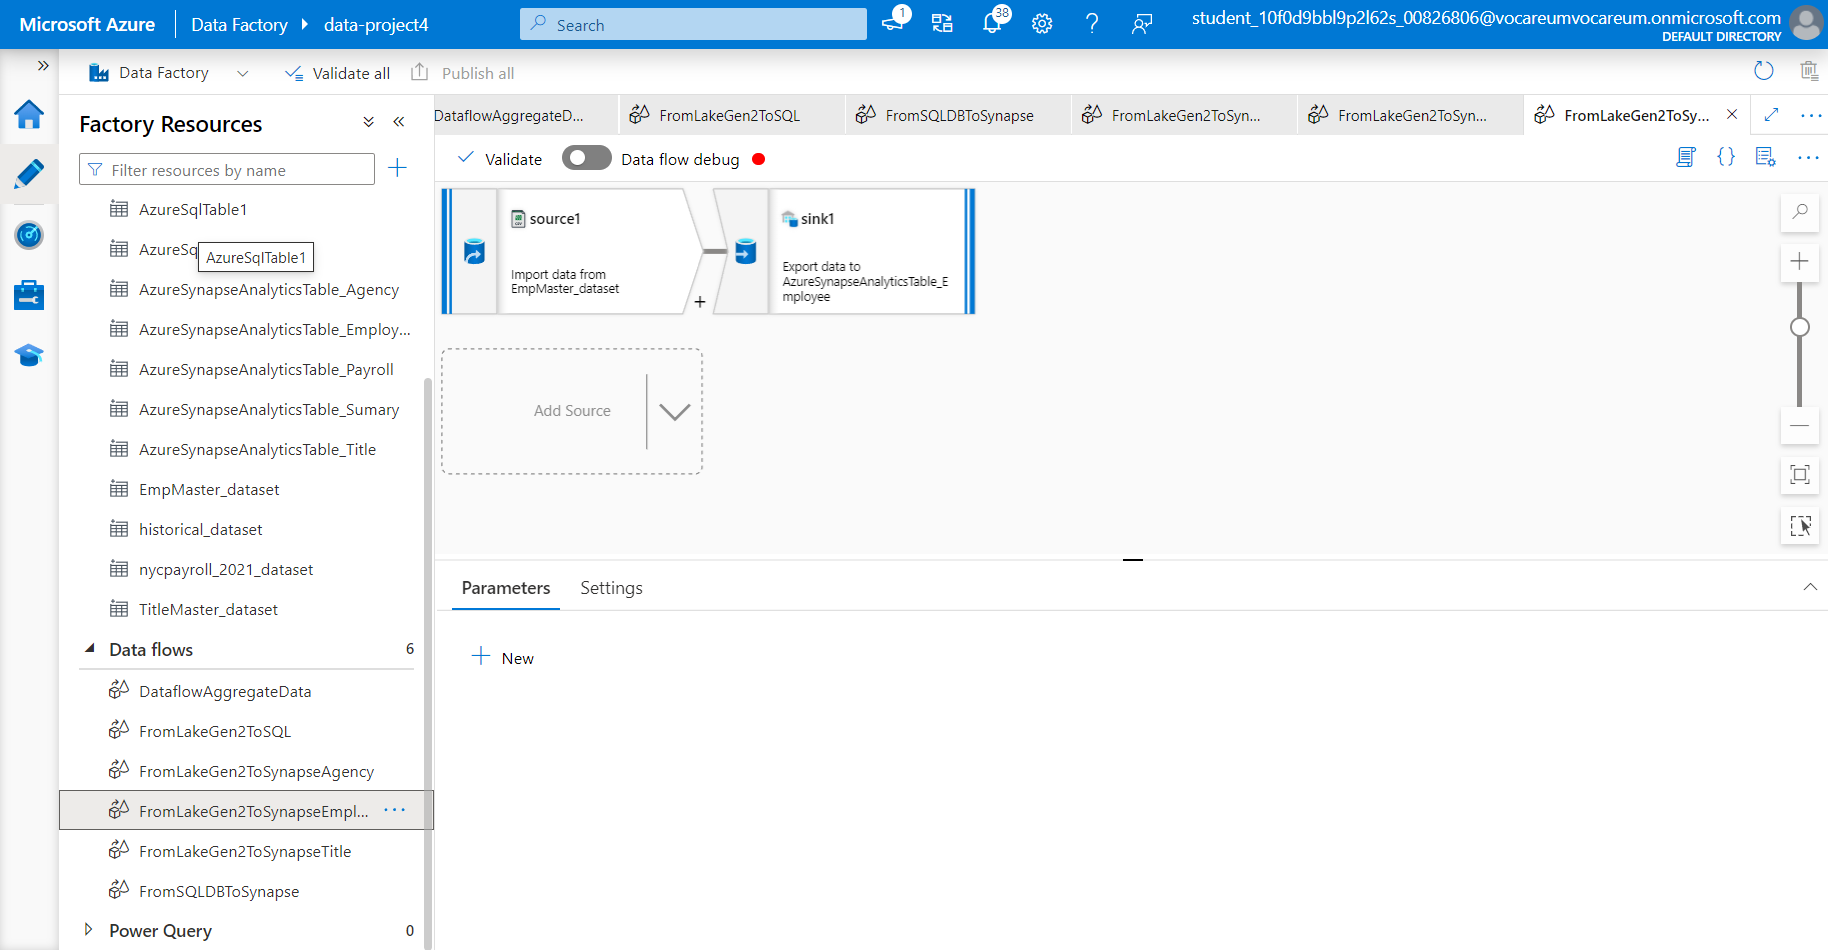 Microsoft Azure
Data Factory
data-project4
Search
1
38
student_10f0d9bbl9p2l62s_00826806@vocareumvocareum.onmicrosoft.com
DEFAULT DIRECTORY
Data Factory
Validate all
Publish all
Factory Resources
Filter resources by name
AzureSqlTable1
AzureSq
AzureSqlTable1
AzureSynapseAnalyticsTable_Agency
AzureSynapseAnalyticsTable_Employ...
AzureSynapseAnalyticsTable_Payroll
AzureSynapseAnalyticsTable_Sumary
AzureSynapseAnalyticsTable_Title
EmpMaster_dataset
historical_dataset
nycpayroll_2021_dataset
TitleMaster_dataset
Data flows
6
DataflowAggregateData
FromLakeGen2ToSQL
FromLakeGen2ToSynapseAgency
FromLakeGen2ToSynapseEmpl...
FromLakeGen2ToSynapseTitle
FromSQLDBToSynapse
Power Query
0
DataflowAggregateD...
FromLakeGen2ToSQL
FromSQLDBToSynapse
FromLakeGen2ToSyn...
FromLakeGen2ToSyn...
FromLakeGen2ToSy...
Validate
Data flow debug
source1
Import data from
EmpMaster_dataset
sink1
Export data to
AzureSynapseAnalyticsTable_E
mployee
Add Source
Parameters
Settings
New